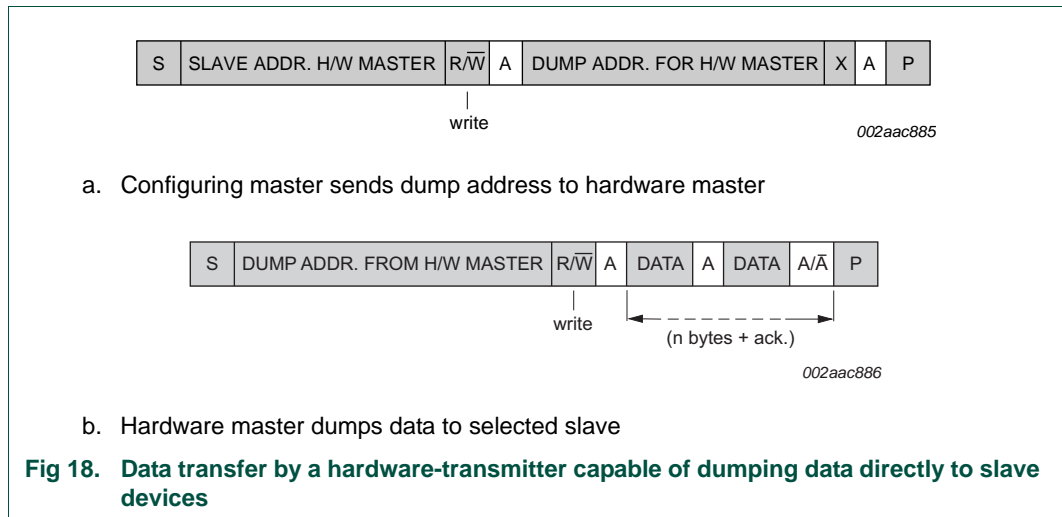 S SLAVE ADDR. H/W MASTER R/W̅ A DUMP ADDR. FOR H/W MASTER X A P
write
002aac885
a. Configuring master sends dump address to hardware master
S DUMP ADDR. FROM H/W MASTER R/W̅ A DATA A DATA A/A̅ P
write
(n bytes + ack.)
002aac886
b. Hardware master dumps data to selected slave
Fig 18. Data transfer by a hardware-transmitter capable of dumping data directly to slave
devices